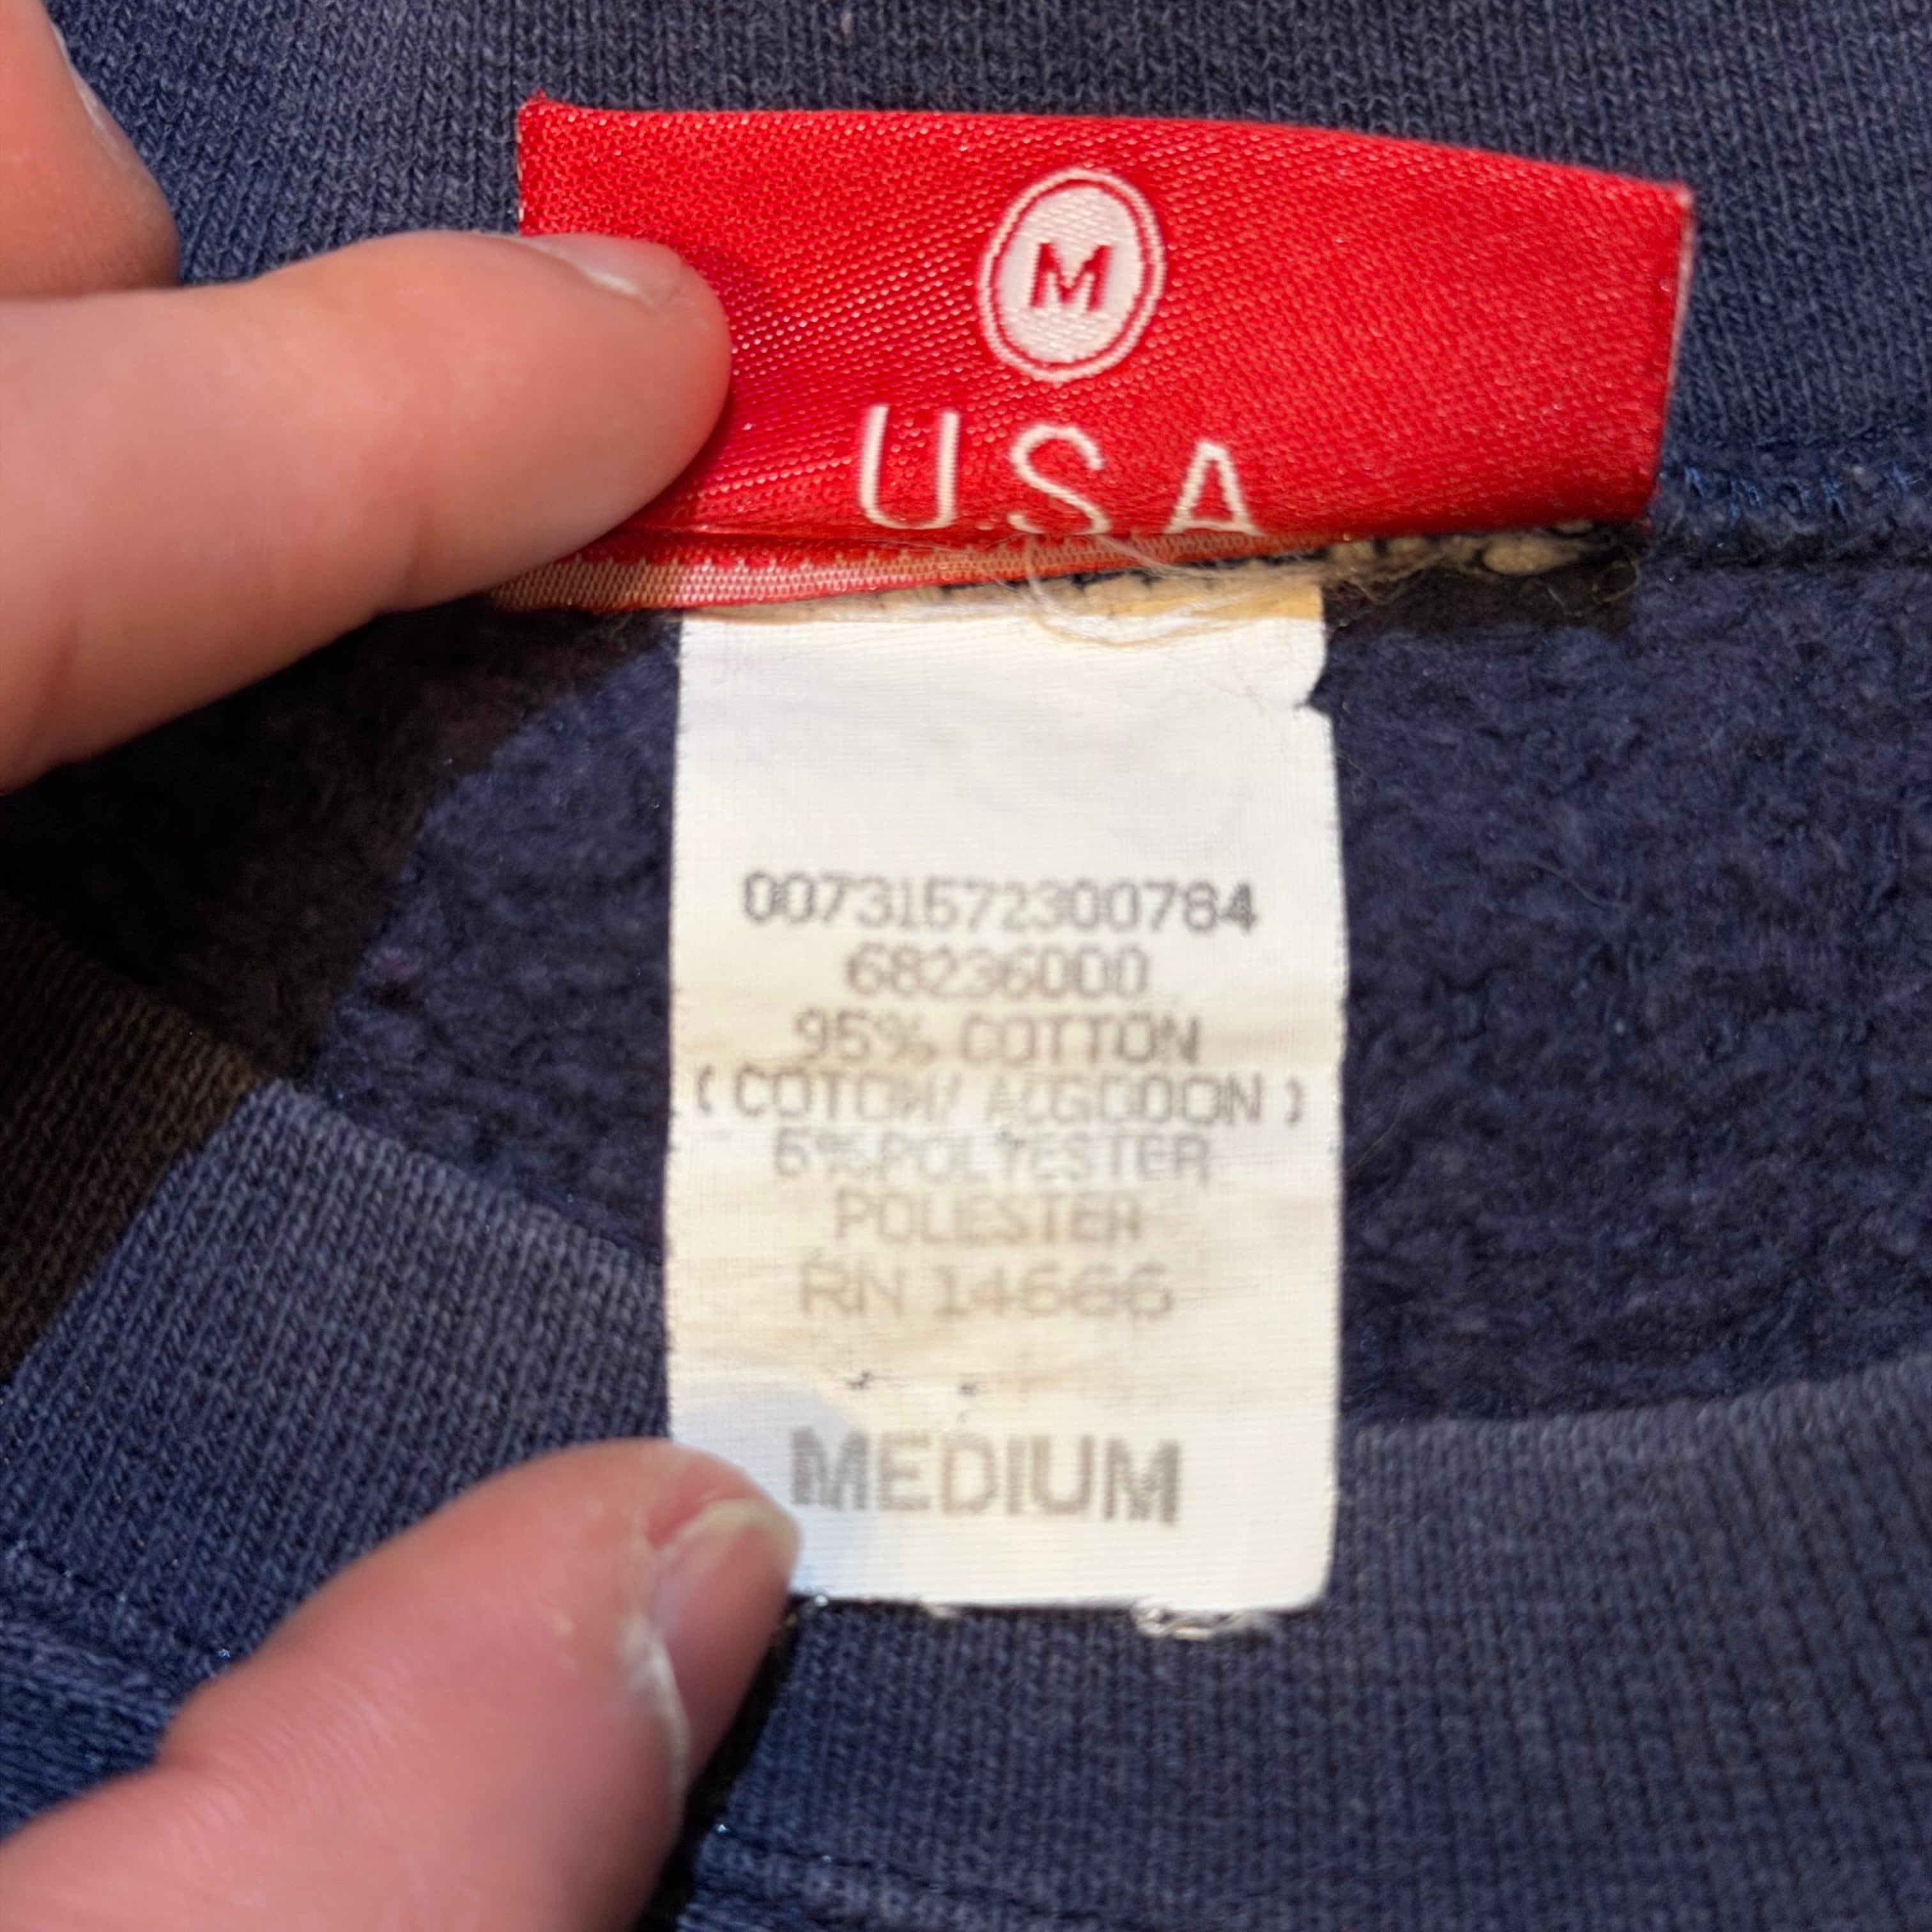 M
U.S.A
00731572300784
68236000
95% COTTON
(COTON/ ALGODON)
5% POLYESTER
POLIESTER
RN 14666
MEDIUM